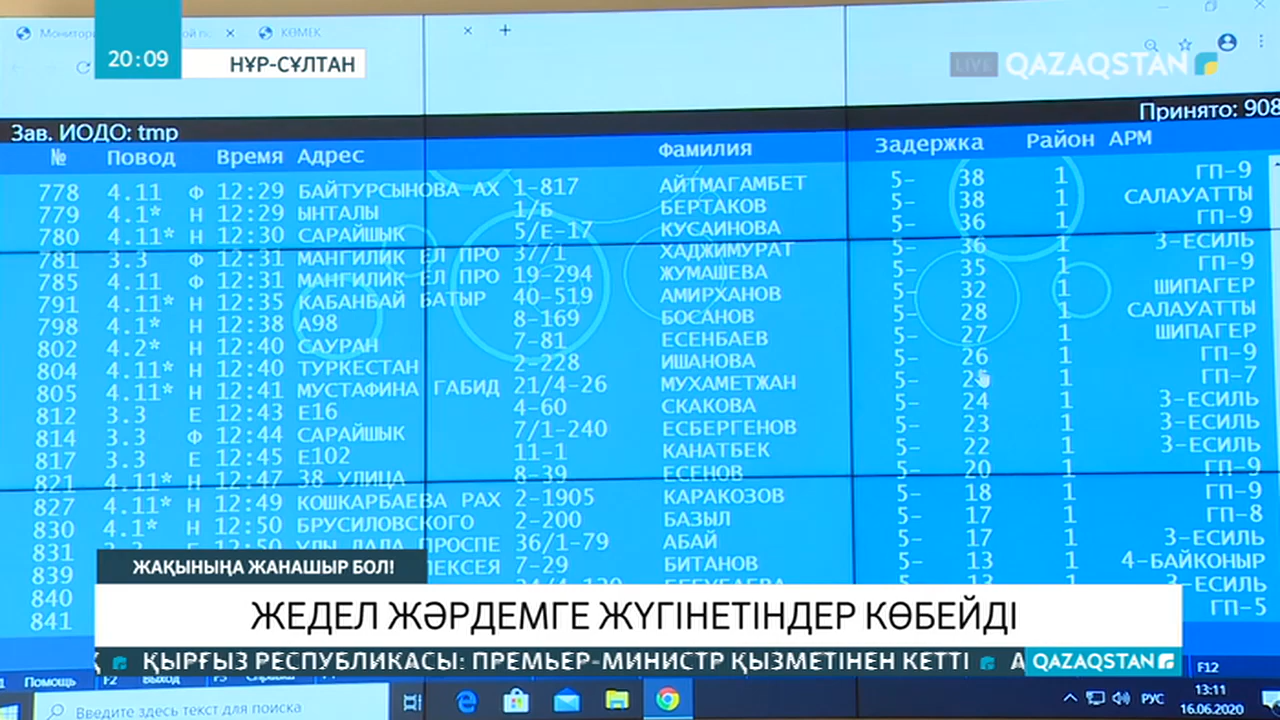 20:09
НҰР-СҰЛТАН
КӨМЕК
LIVE QAZAQSTAN
Зав. ИОДО: tmp Принято: 908
№ Повод Время Адрес Фамилия Задержка Район АРМ
778 4.11 Ф 12:29 БАЙТУРСЫНОВА АХ 1-817 АЙТМАГАМБЕТ 5- 38 1 ГП-9
779 4.1* Н 12:29 ЫНТАЛЫ 1/Б БЕРТАКОВ 5- 38 1 САЛАУАТТЫ
780 4.11* Н 12:30 САРАЙШЫК 5/Е-17 КУСАИНОВА 5- 36 1 ГП-9
781 3.3 Ф 12:31 МАНГИЛИК ЕЛ ПРО 37/1 ХАДЖИМУРАТ 5- 36 1 3-ЕСИЛЬ
785 4.11 Ф 12:31 МАНГИЛИК ЕЛ ПРО 19-294 ЖУМАШЕВА 5- 35 1 ГП-9
791 4.11* Н 12:35 КАБАНБАЙ БАТЫР 40-519 АМИРХАНОВ 5- 32 1 ШИПАГЕР
798 4.1* Н 12:38 А98 8-169 БОСАНОВ 5- 28 1 САЛАУАТТЫ
802 4.2* Н 12:40 САУРАН 7-81 ЕСЕНБАЕВ 5- 27 1 ШИПАГЕР
804 4.11* Н 12:40 ТУРКЕСТАН 2-228 ИШАНОВА 5- 26 1 ГП-9
805 4.11* Н 12:41 МУСТАФИНА ГАБИД 21/4-26 МУХАМЕТЖАН 5- 1 ГП-7
812 3.3 Е 12:43 Е16 4-60 СКАКОВА 5- 24 1 3-ЕСИЛЬ
814 3.3 Ф 12:44 САРАЙШЫК 7/1-240 ЕСБЕРГЕНОВ 5- 23 1 3-ЕСИЛЬ
817 3.3 Е 12:45 Е102 11-1 КАНАТБЕК 5- 22 1 3-ЕСИЛЬ
821 4.11* Н 12:47 38 УЛИЦА 8-39 ЕСЕНОВ 5- 20 1 ГП-9
827 4.11* Н 12:49 КОШКАРБАЕВА РАХ 2-1905 КАРАКОЗОВ 5- 18 1 ГП-9
830 4.1* Н 12:50 БРУСИЛОВСКОГО 2-200 БАЗЫЛ 5- 17 1 ГП-8
831 12:50 УЛЫ ДАЛА ПРОСПЕ 36/1-79 АБАЙ 5- 17 1 3-ЕСИЛЬ
839 ЛЕКСЕЯ 7-29 БИТАНОВ 5- 13 1 4-БАЙКОНЫР
840 3-ЕСИЛЬ
841 ГП-5
ЖАҚЫНЫҢА ЖАНАШЫР БОЛ!
ЖЕДЕЛ ЖӘРДЕМГЕ ЖҮГІНЕТІНДЕР КӨБЕЙДІ
ҚЫРҒЫЗ РЕСПУБЛИКАСЫ: ПРЕМЬЕР-МИНИСТР ҚЫЗМЕТІНЕН КЕТТІ
QAZAQSTAN
Помощь F2 Выход F3 Справка F12
Введите здесь текст для поиска
РУС 13:11
16.06.2020